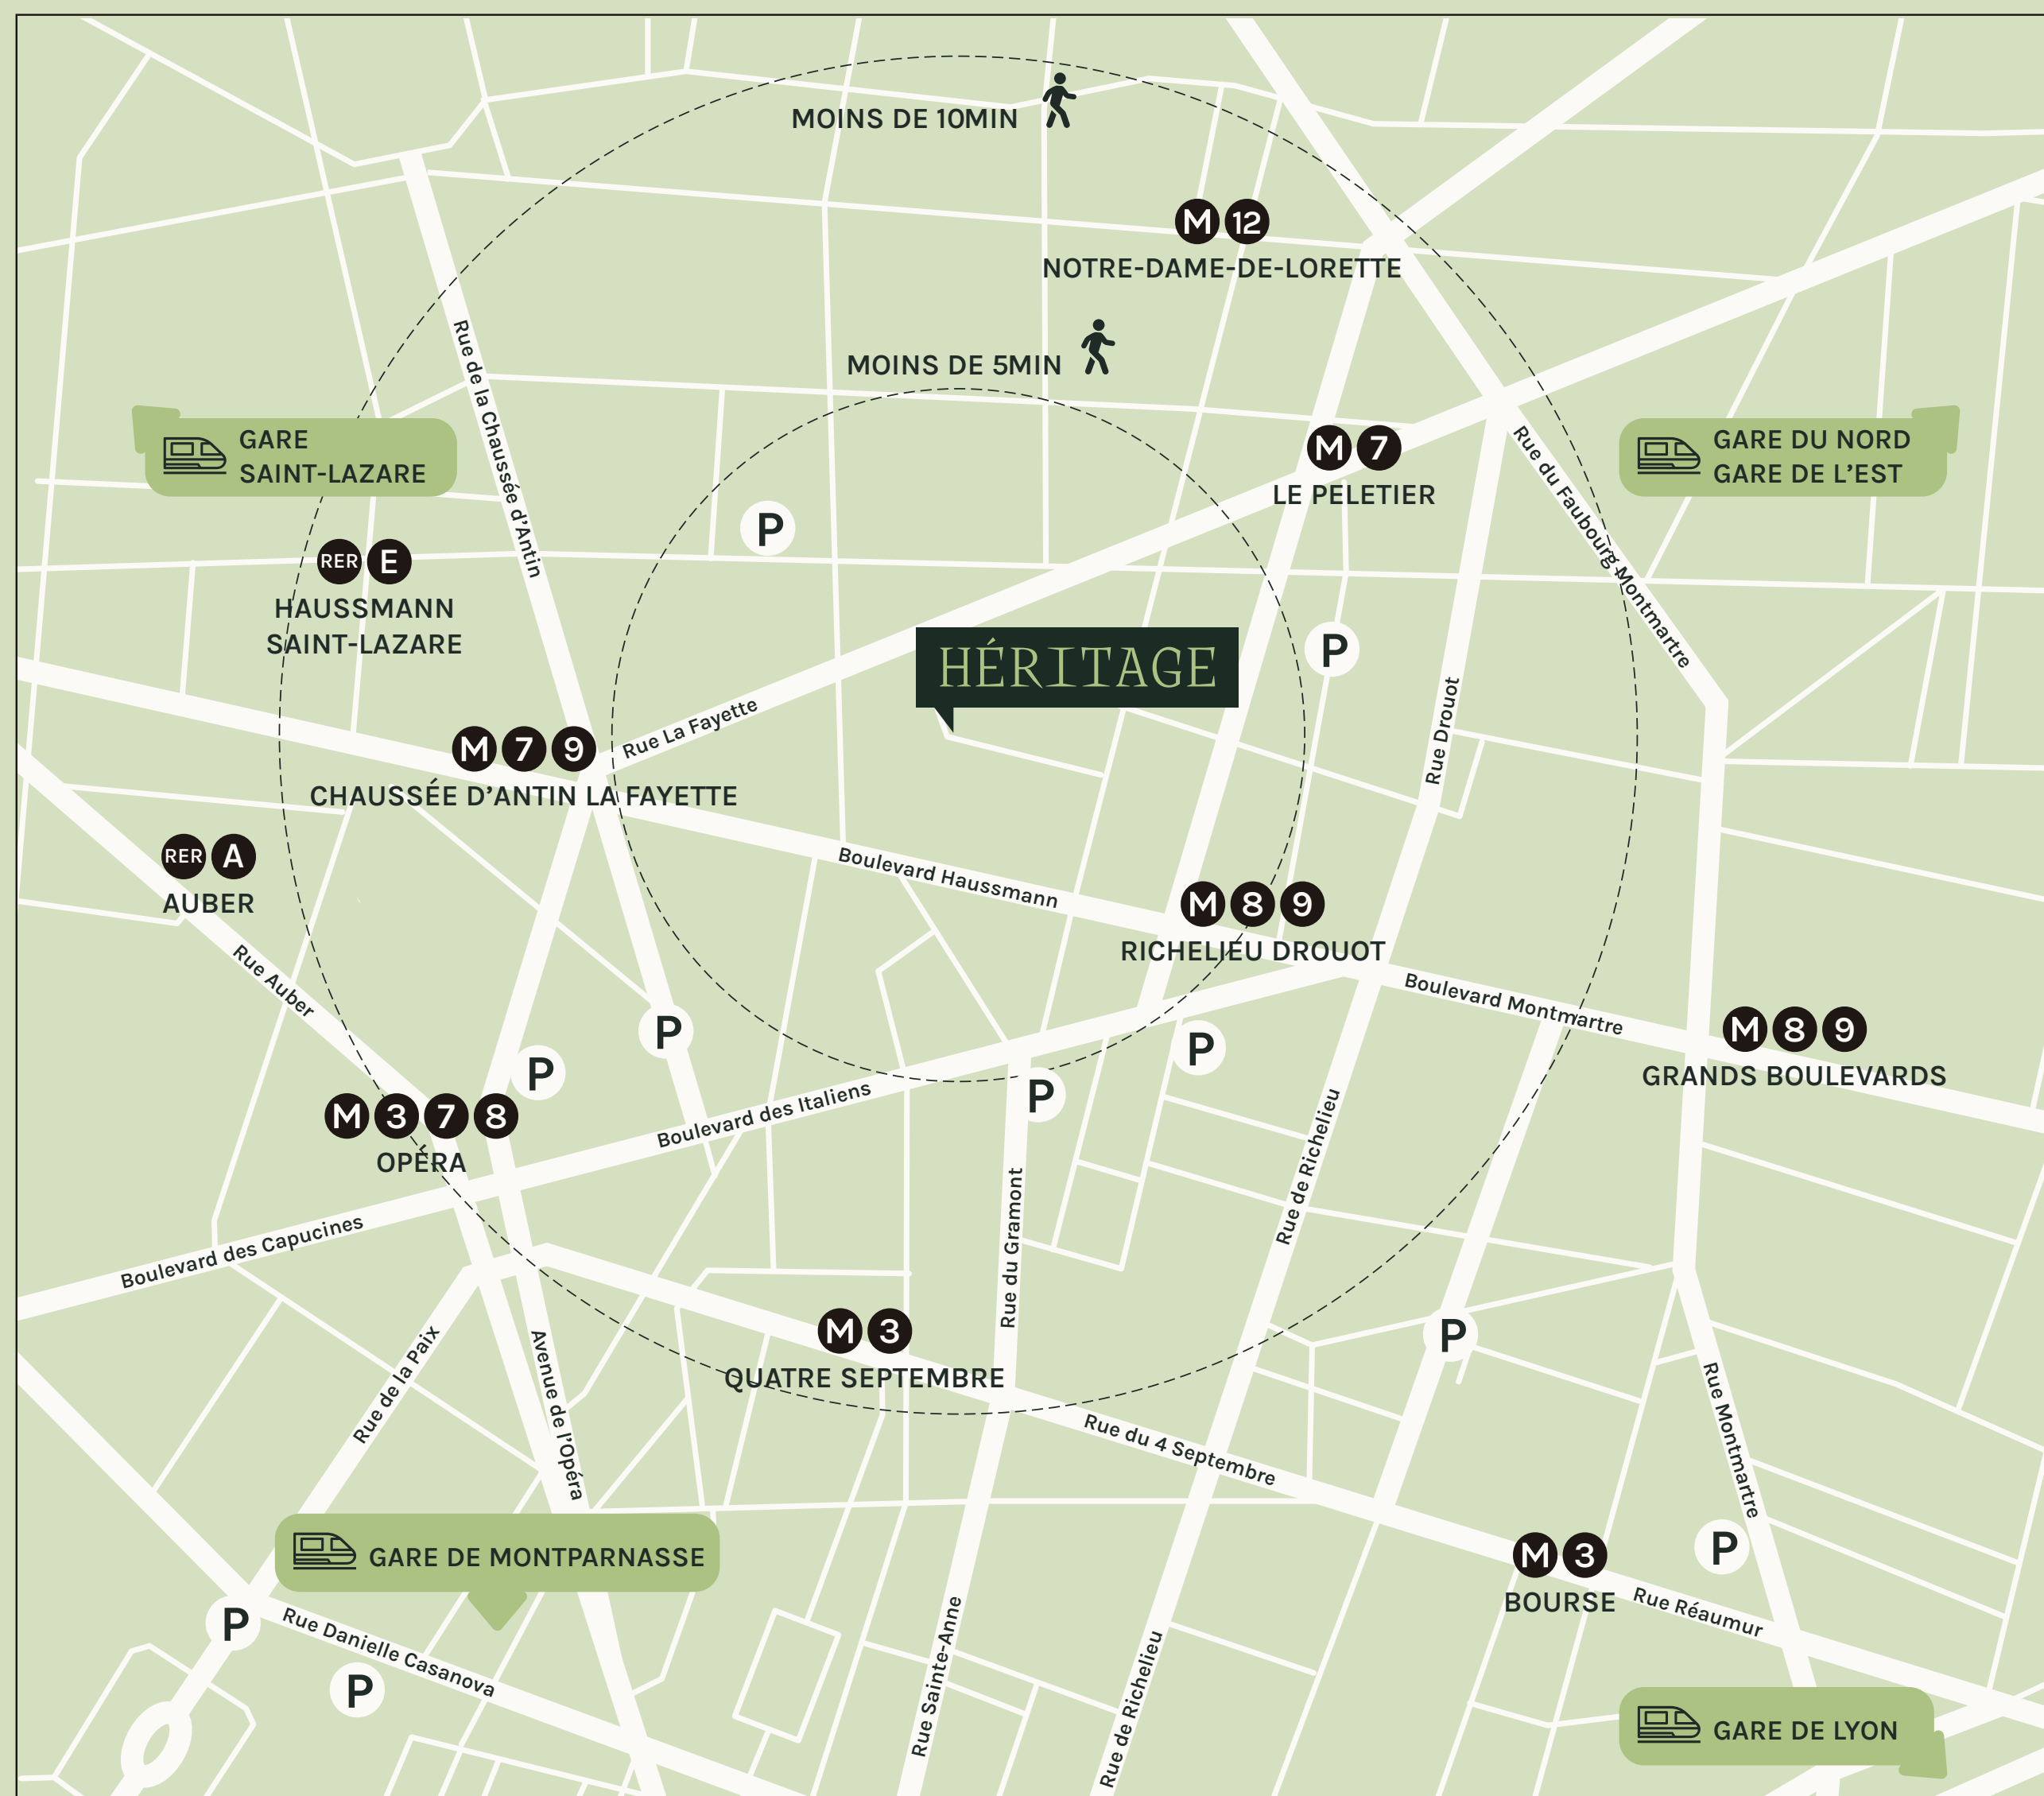 MOINS DE 10MIN
M 12
NOTRE-DAME-DE-LORETTE
MOINS DE 5MIN
Rue de la Chaussée d'Antin
GARE
SAINT-LAZARE
M 7
LE PELETIER
GARE DU NORD
GARE DE L'EST
Rue du Faubourg Montmartre
P
RER E
HAUSSMANN
SAINT-LAZARE
P
HÉRITAGE
Rue La Fayette
Rue Drouot
M 7 9
CHAUSSÉE D'ANTIN LA FAYETTE
RER A
AUBER
Boulevard Haussmann
M 8 9
RICHELIEU DROUOT
Rue Auber
Boulevard Montmartre
M 8 9
GRANDS BOULEVARDS
P
P
P
P
M 3 7 8
OPÉRA
Boulevard des Italiens
Rue de Richelieu
Rue du Gramont
Boulevard des Capucines
M 3
QUATRE SEPTEMBRE
P
Rue de la Paix
Avenue de l'Opéra
Rue du 4 Septembre
Rue Montmartre
GARE DE MONTPARNASSE
M 3
BOURSE
P
Rue Réaumur
P
Rue Danielle Casanova
P
Rue Sainte-Anne
Rue de Richelieu
GARE DE LYON